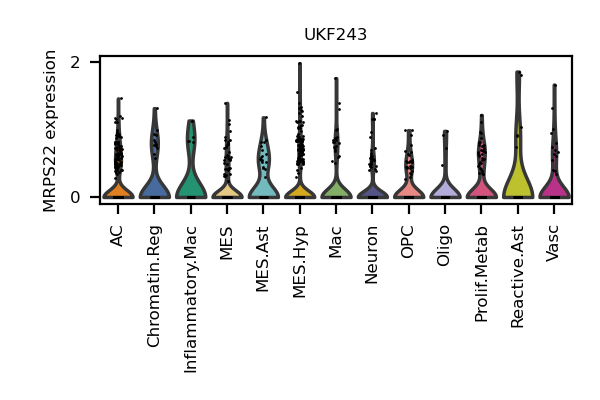 UKF243
MRPS22 expression
2
0
AC
Chromatin.Reg
Inflammatory.Mac
MES
MES.Ast
MES.Hyp
Mac
Neuron
OPC
Oligo
Prolif.Metab
Reactive.Ast
Vasc